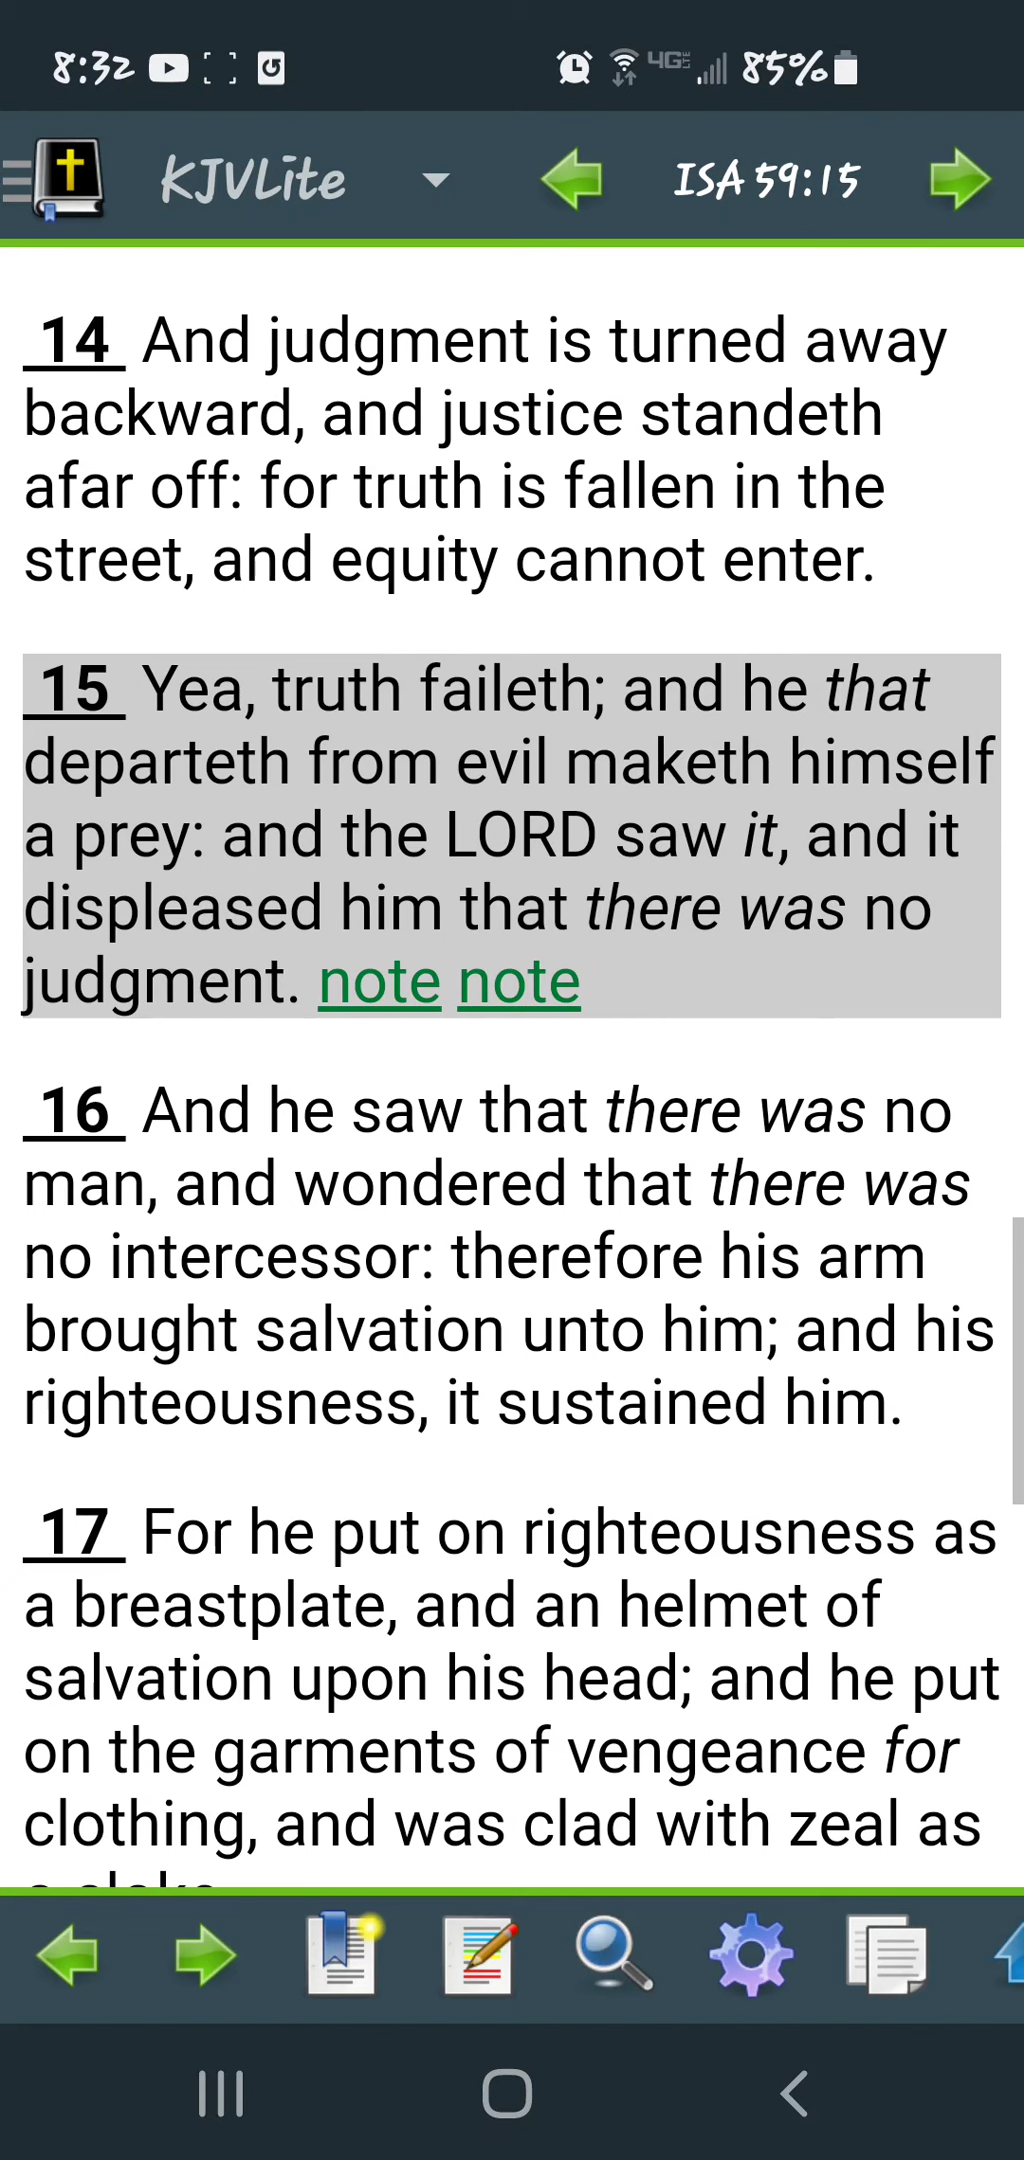 8:32 4G LTE 85%
KJVLite ISA 59:15
14 And judgment is turned away
backward, and justice standeth
afar off: for truth is fallen in the
street, and equity cannot enter.
15 Yea, truth faileth; and he that
departeth from evil maketh himself
a prey: and the LORD saw it, and it
displeased him that there was no
judgment. note note
16 And he saw that there was no
man, and wondered that there was
no intercessor: therefore his arm
brought salvation unto him; and his
righteousness, it sustained him.
17 For he put on righteousness as
a breastplate, and an helmet of
salvation upon his head; and he put
on the garments of vengeance for
clothing, and was clad with zeal as